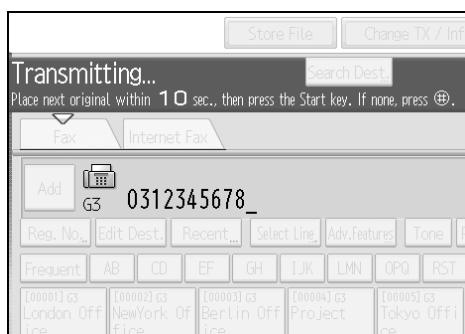 Store File Change TX / Inf
Transmitting...
Search Dest.
Place next original within 10 sec., then press the Start key. If none, press ⊕.
Fax Internet Fax
Add G3 0312345678_
Reg. No. Edit Dest. Recent Select Line Adv.Features Tone
Frequent AB CD EF GH IJK LMN OPQ RST
[00001] G3 [00002] G3 [00003] G3 [00004] G3 [00005] G3
London Off NewYork Of Berlin Off Project Tokyo Offi
ice fice ice ce